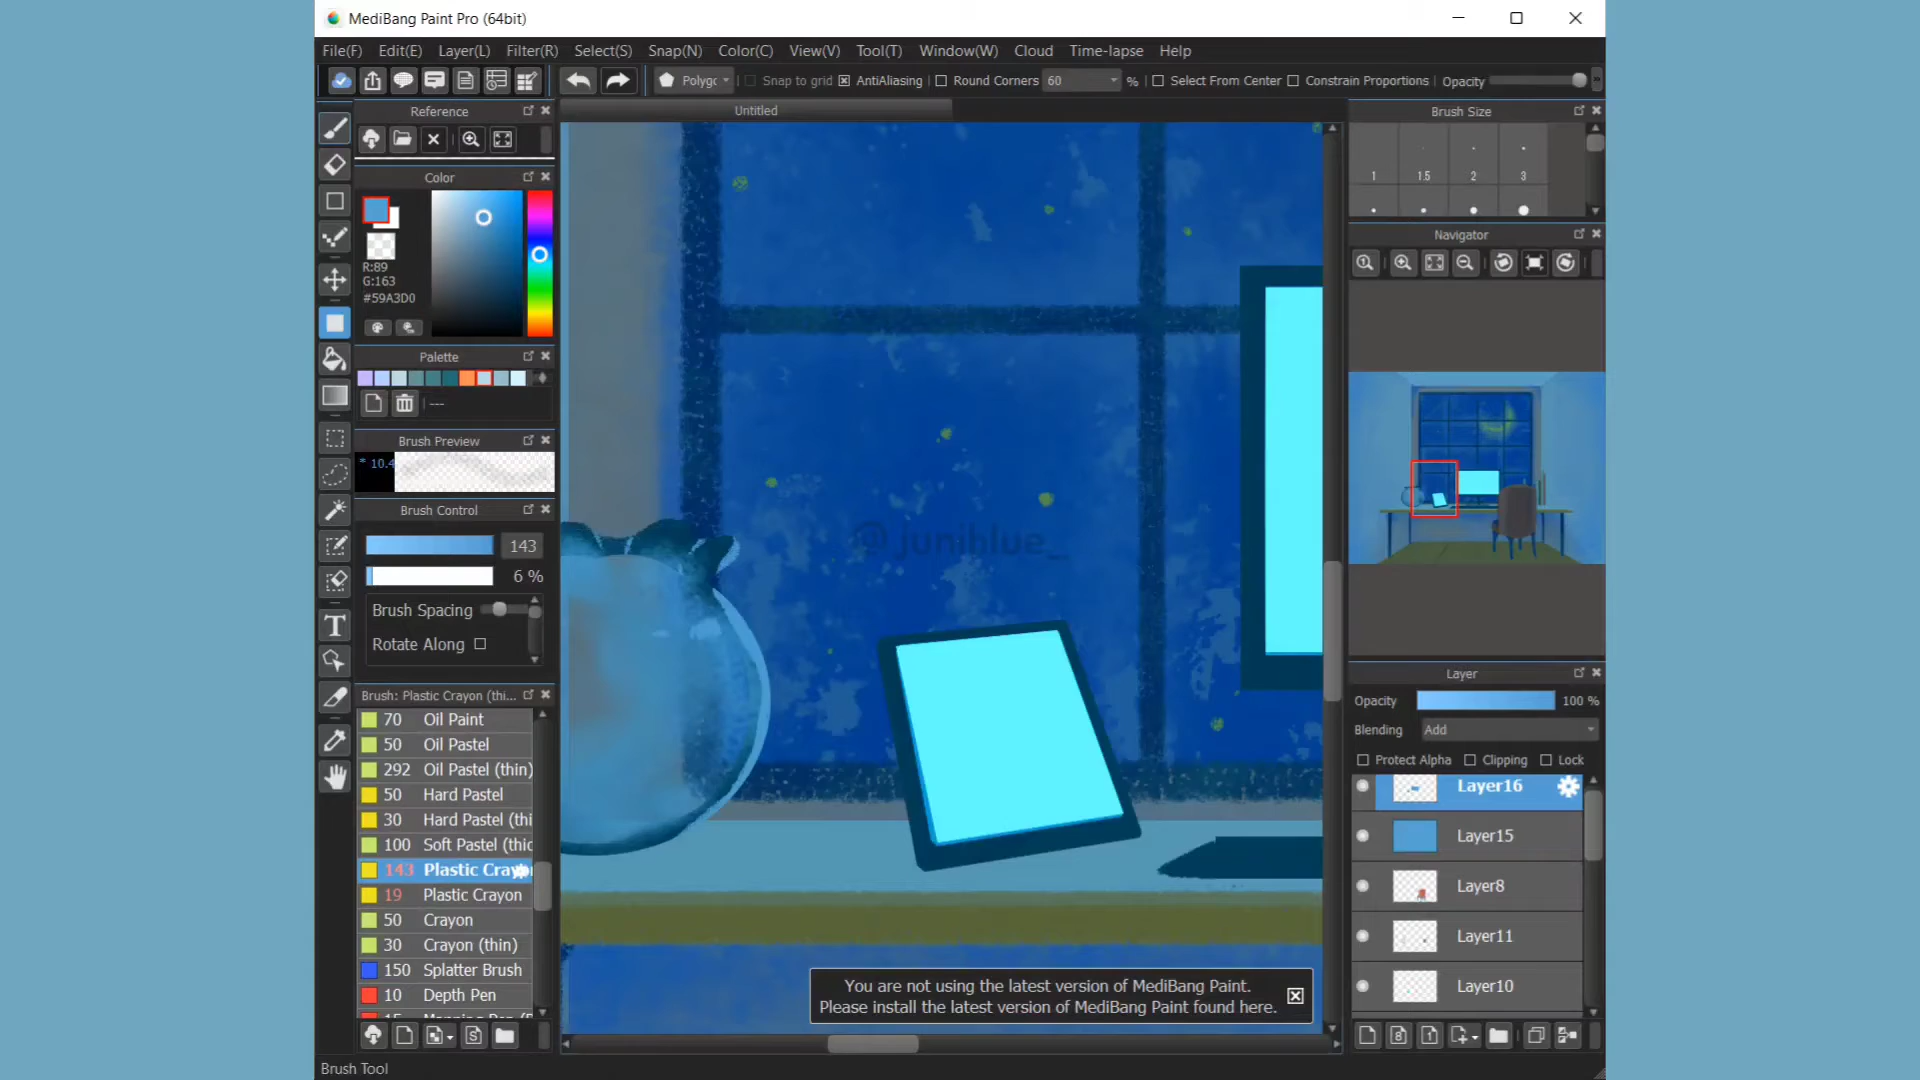 MediBang Paint Pro (64bit)
File(F) Edit(E) Layer(L) Filter(R) Select(S) Snap(N) Color(C) View(V) Tool(T) Window(W) Cloud Time-lapse Help
Snap to grid AntiAliasing Round Corners 60 % Select From Center Constrain Proportions Opacity
Reference
Untitled
Brush Size
1 1.5 2 3
Color
R:89
G:163
#59A3D0
Navigator
Palette
---
Brush Preview
* 10.4
Brush Control
143
6 %
Brush Spacing
Rotate Along
@juniblue_
Brush: Plastic Crayon (thi...
70 Oil Paint
50 Oil Pastel
292 Oil Pastel (thin)
50 Hard Pastel
30 Hard Pastel (thi
100 Soft Pastel (thic
143 Plastic Crayo
19 Plastic Crayon
50 Crayon
30 Crayon (thin)
150 Splatter Brush
10 Depth Pen
Layer
Opacity 100 %
Blending Add
Protect Alpha Clipping Lock
Layer16
Layer15
Layer8
Layer11
Layer10
You are not using the latest version of MediBang Paint.
Please install the latest version of MediBang Paint found here.
Brush Tool